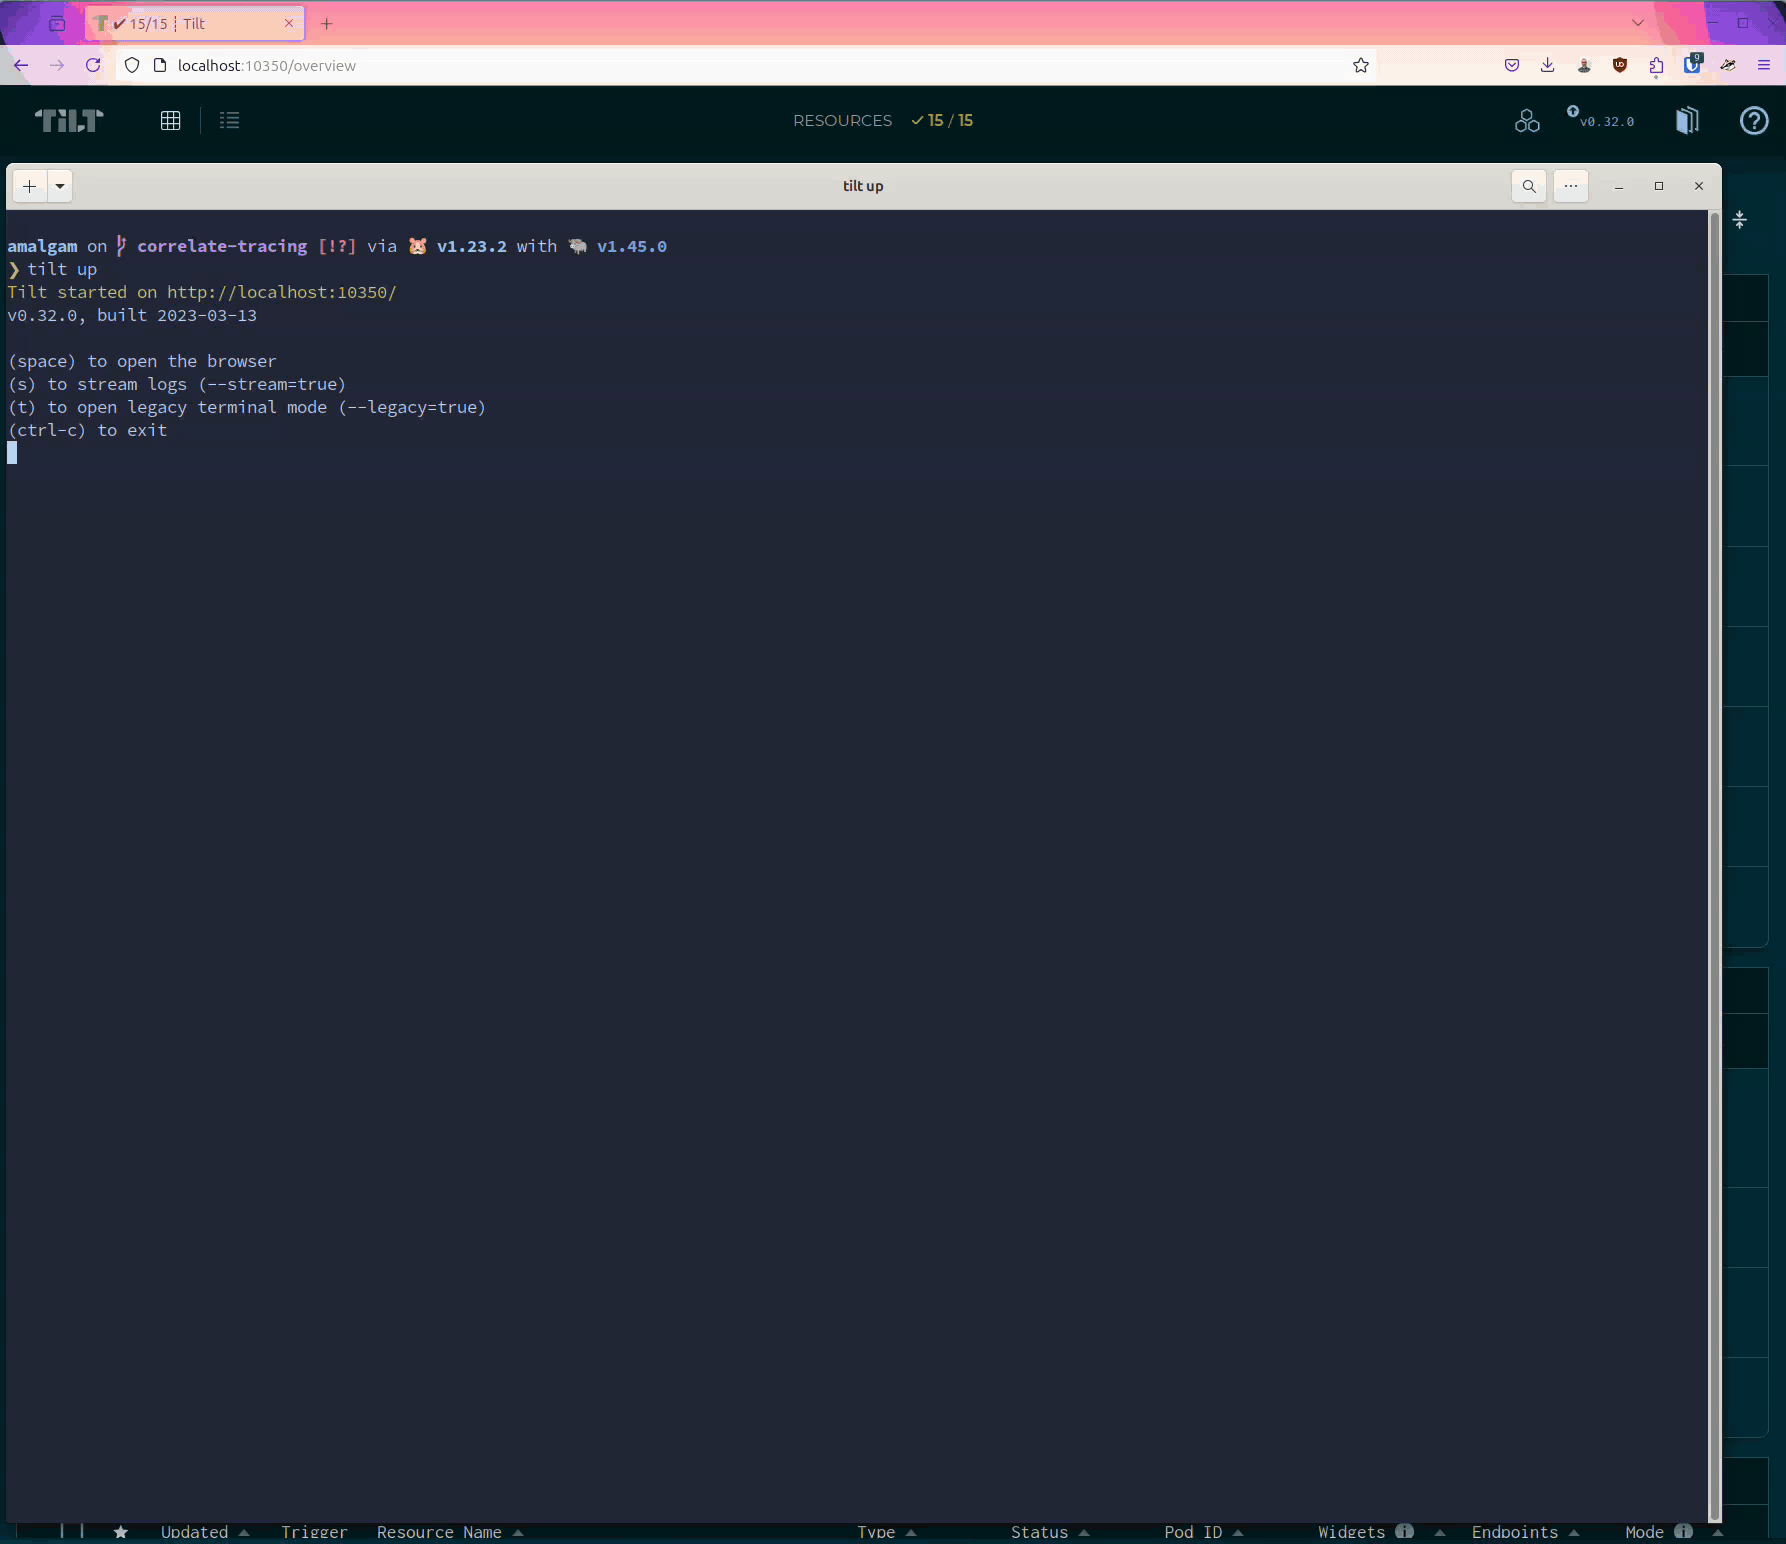 ✔ 15/15 ┊ Tilt
localhost:10350/overview
9
TILT
RESOURCES ✓ 15 / 15
v0.32.0
tilt up
amalgam on correlate-tracing [!?] via 🐹 v1.23.2 with 🐃 v1.45.0
❯ tilt up
Tilt started on http://localhost:10350/
v0.32.0, built 2023-03-13
(space) to open the browser
(s) to stream logs (--stream=true)
(t) to open legacy terminal mode (--legacy=true)
(ctrl-c) to exit
Updated Trigger Resource Name Type Status Pod ID Widgets Endpoints Mode